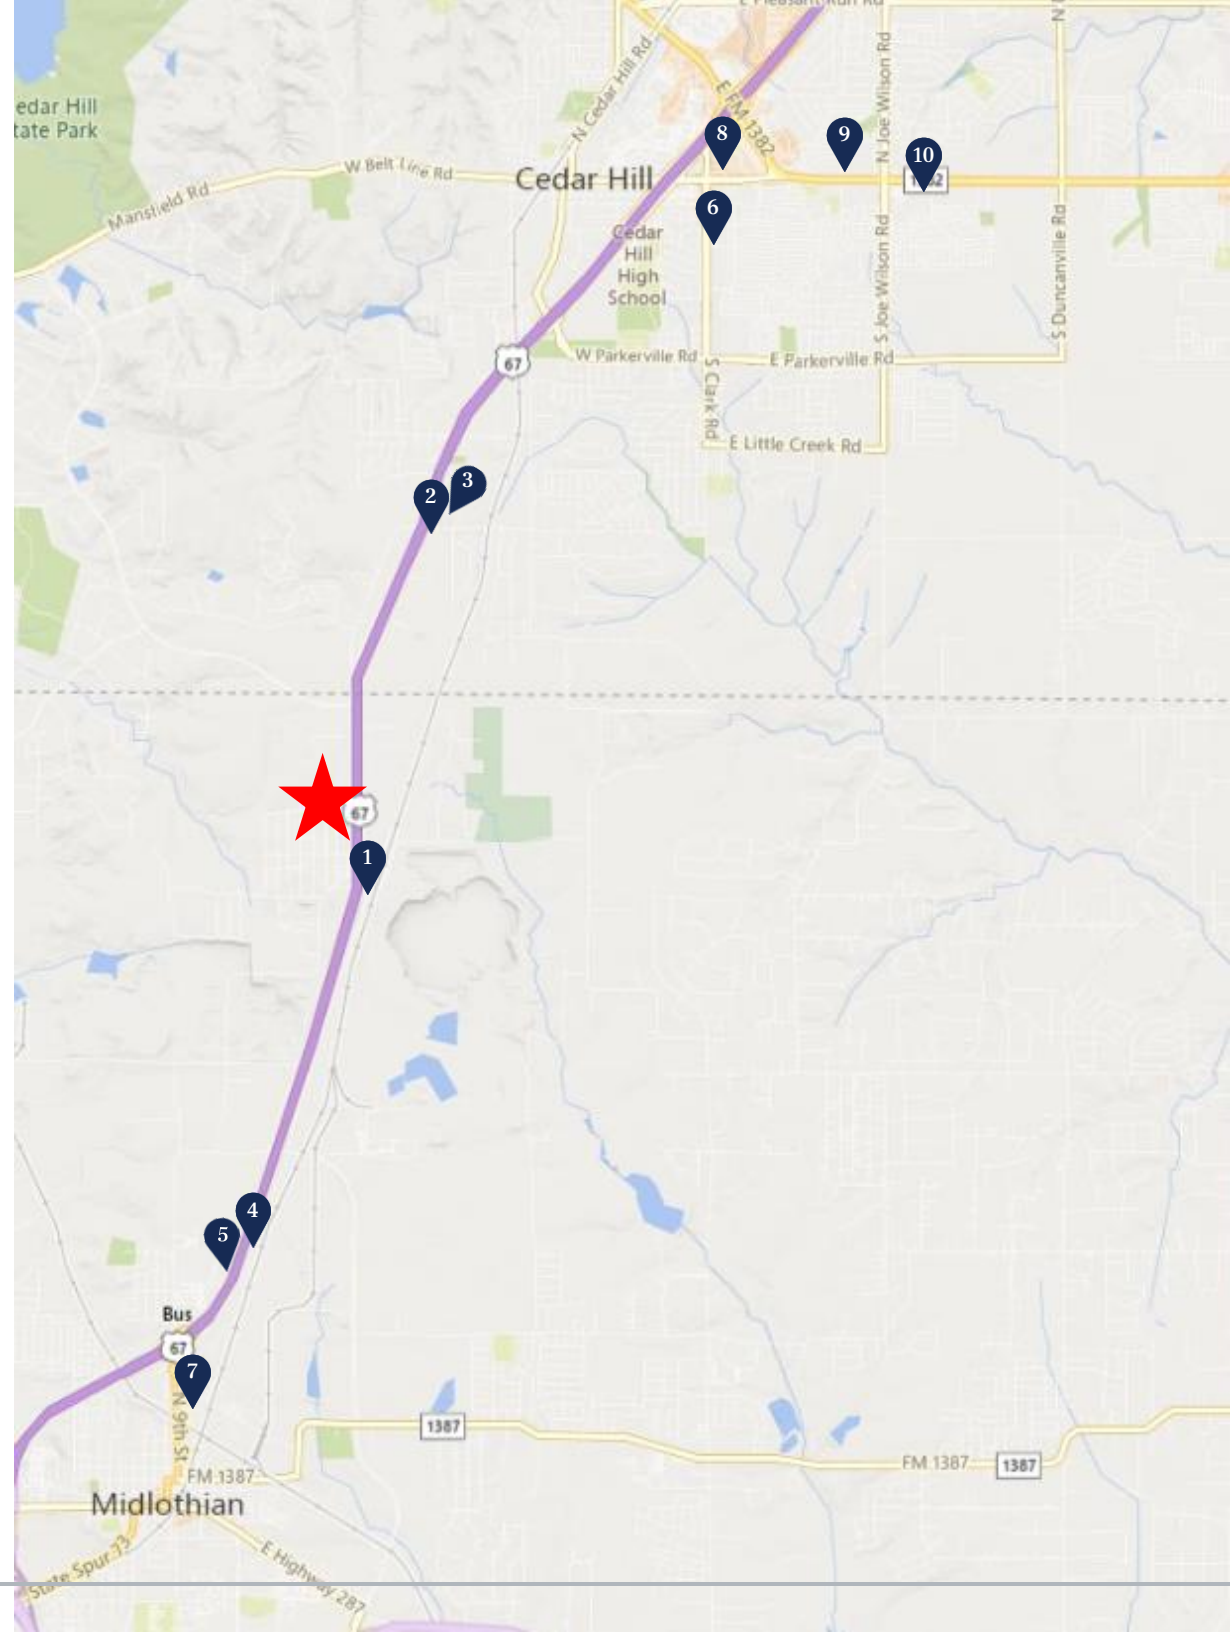 E Pleasant Run Rd
edar Hill
tate Park
N Cedar Hill Rd
E FM 1382
N Joe Wilson Rd
8
9
10
W Belt Line Rd
Cedar Hill
Mansfield Rd
6
Cedar
Hill
High
School
S Joe Wilson Rd
S Duncanville Rd
67
W Parkerville Rd
E Parkerville Rd
S Clark Rd
E Little Creek Rd
2
3
67
1
4
5
Bus
67
7
N 9th St
1387
FM 1387
FM 1387
1387
Midlothian
State Spur 73
E Highway 287